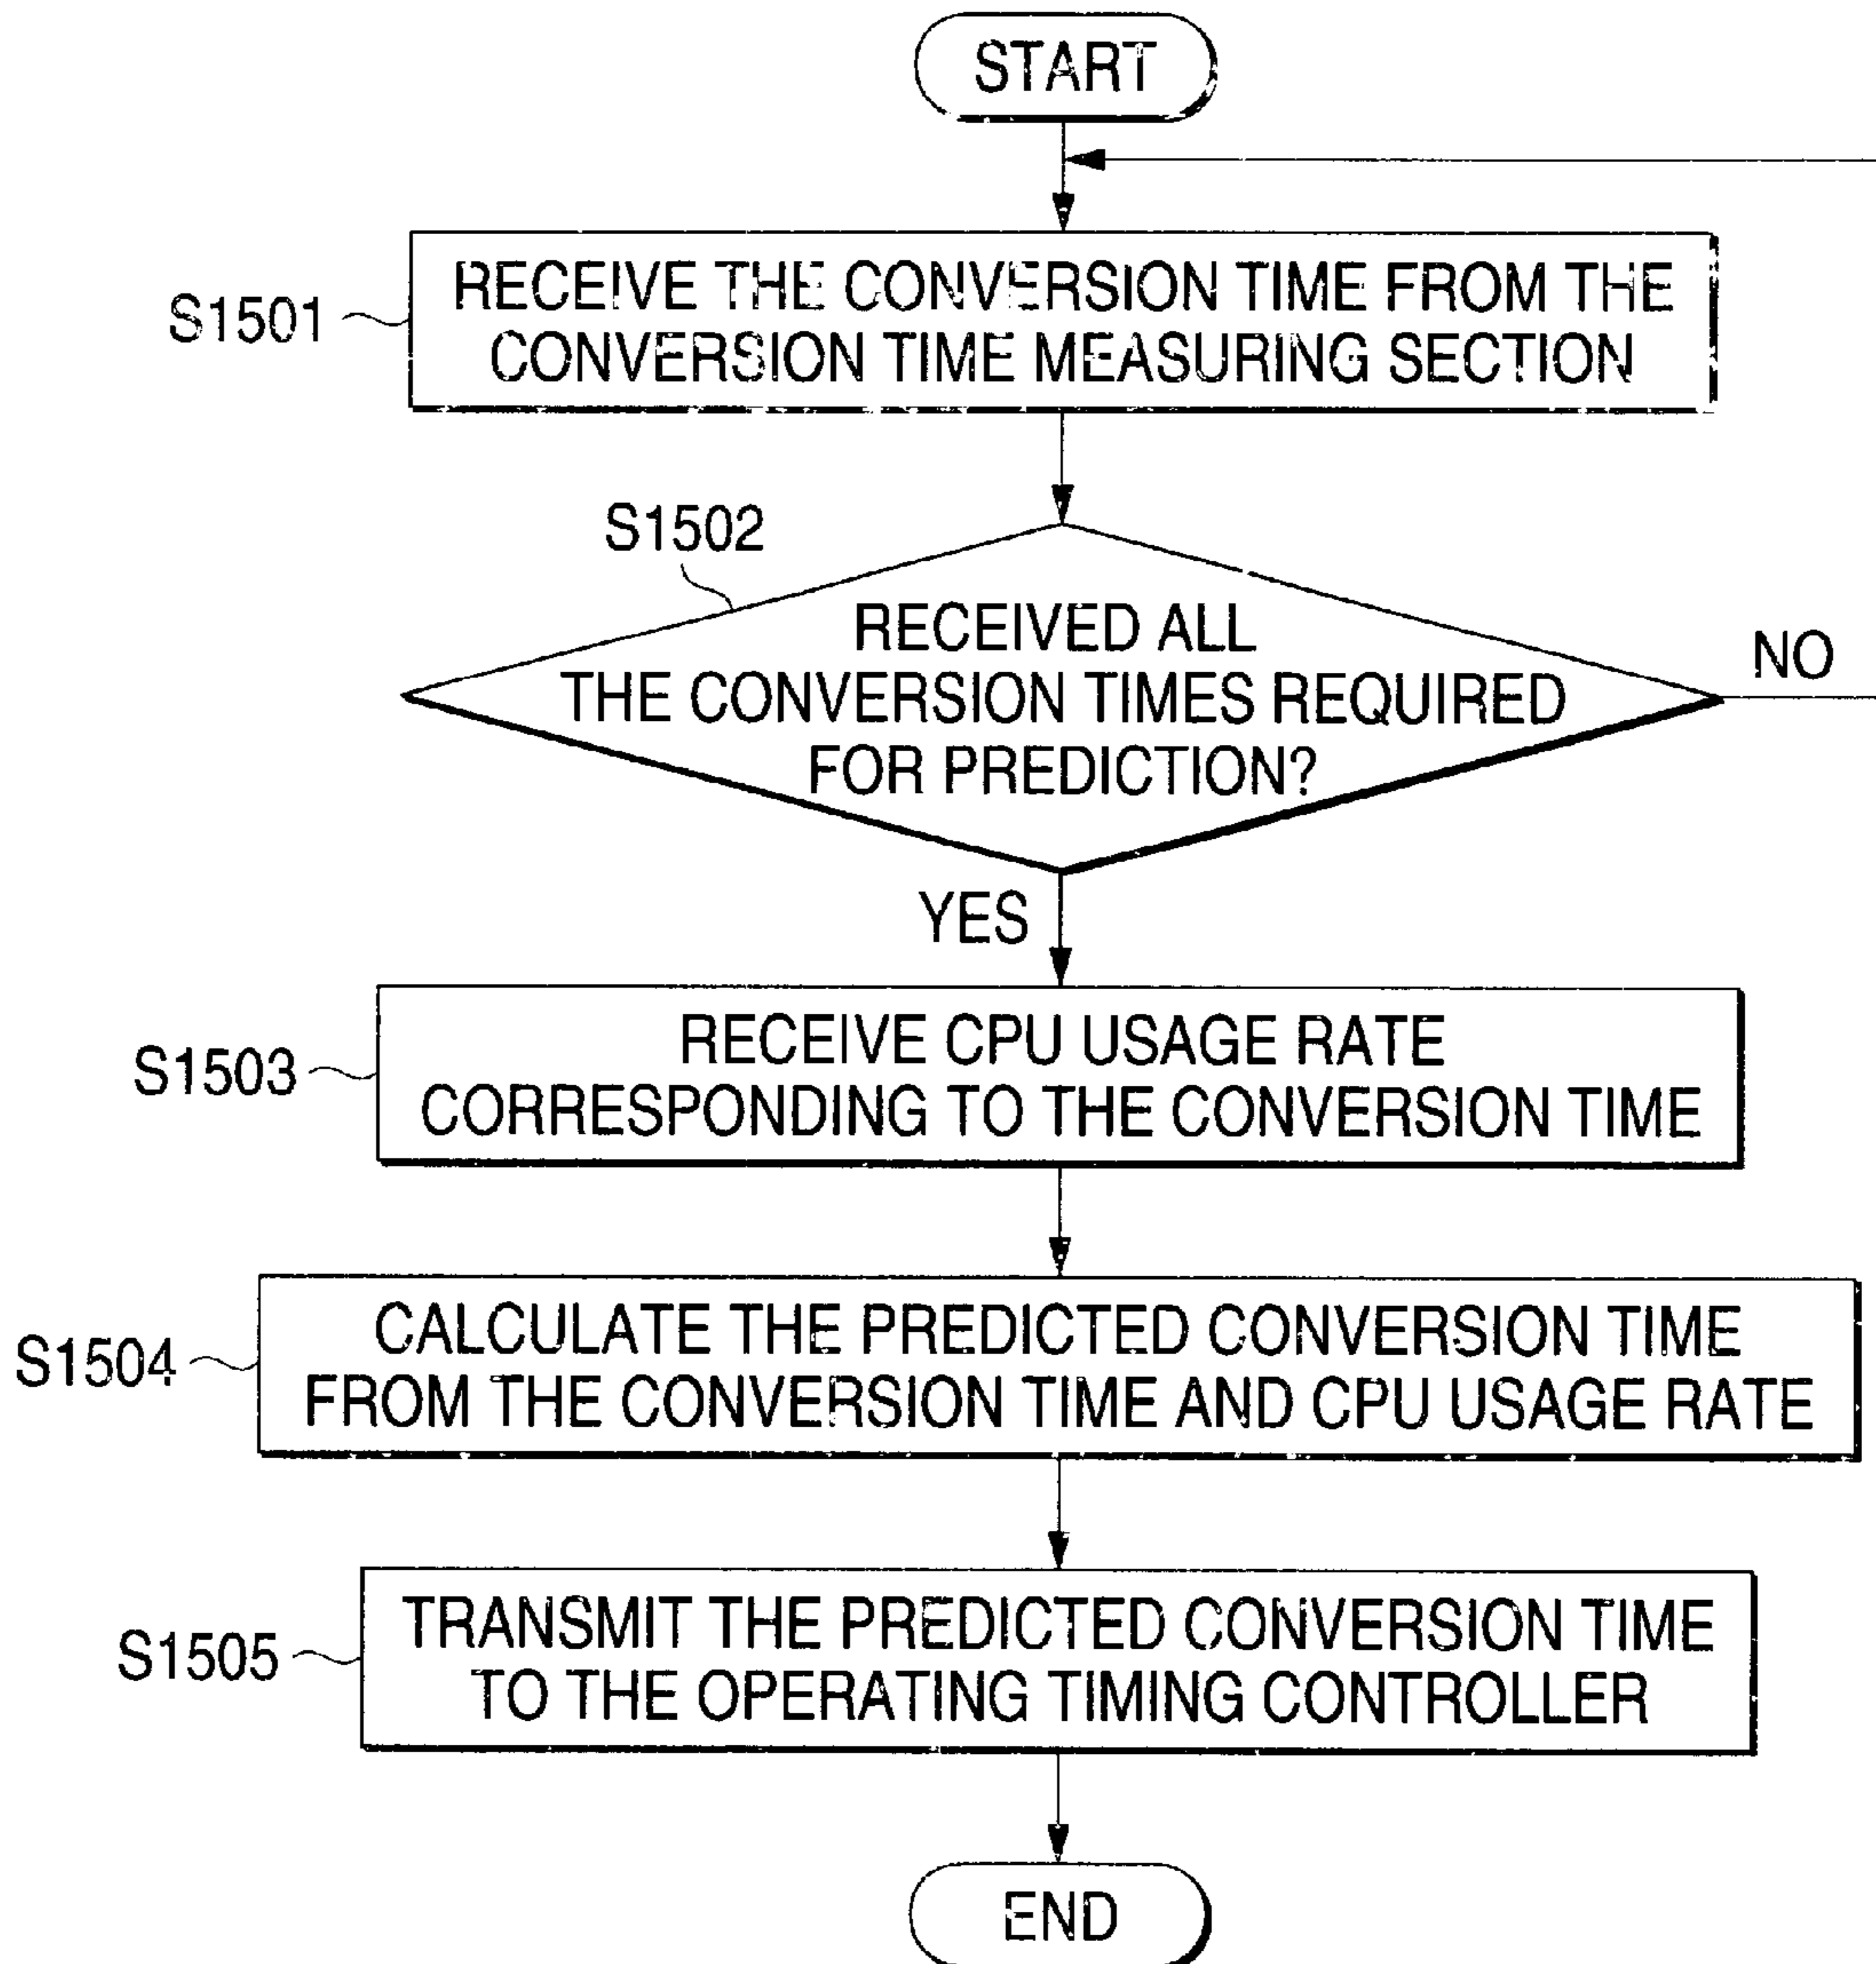 START
S1501
RECEIVE THE CONVERSION TIME FROM THE
CONVERSION TIME MEASURING SECTION
S1502
RECEIVED ALL
THE CONVERSION TIMES REQUIRED
FOR PREDICTION?
NO
YES
S1503
RECEIVE CPU USAGE RATE
CORRESPONDING TO THE CONVERSION TIME
S1504
CALCULATE THE PREDICTED CONVERSION TIME
FROM THE CONVERSION TIME AND CPU USAGE RATE
S1505
TRANSMIT THE PREDICTED CONVERSION TIME
TO THE OPERATING TIMING CONTROLLER
END